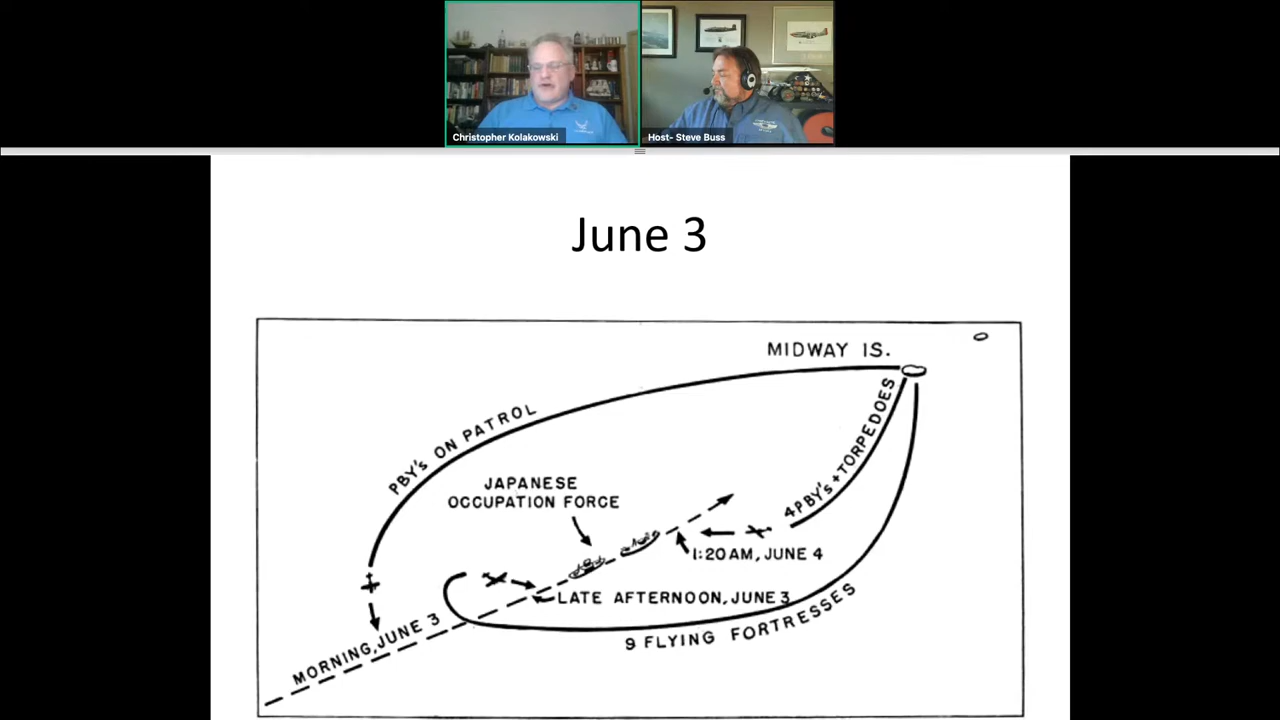 Christopher Kolakowski
Host- Steve Buss
June 3
MIDWAY IS.
PBY's ON PATROL
JAPANESE
OCCUPATION FORCE
4 PBY's + TORPEDOES
1:20 AM, JUNE 4
LATE AFTERNOON, JUNE 3
MORNING, JUNE 3
9 FLYING FORTRESSES